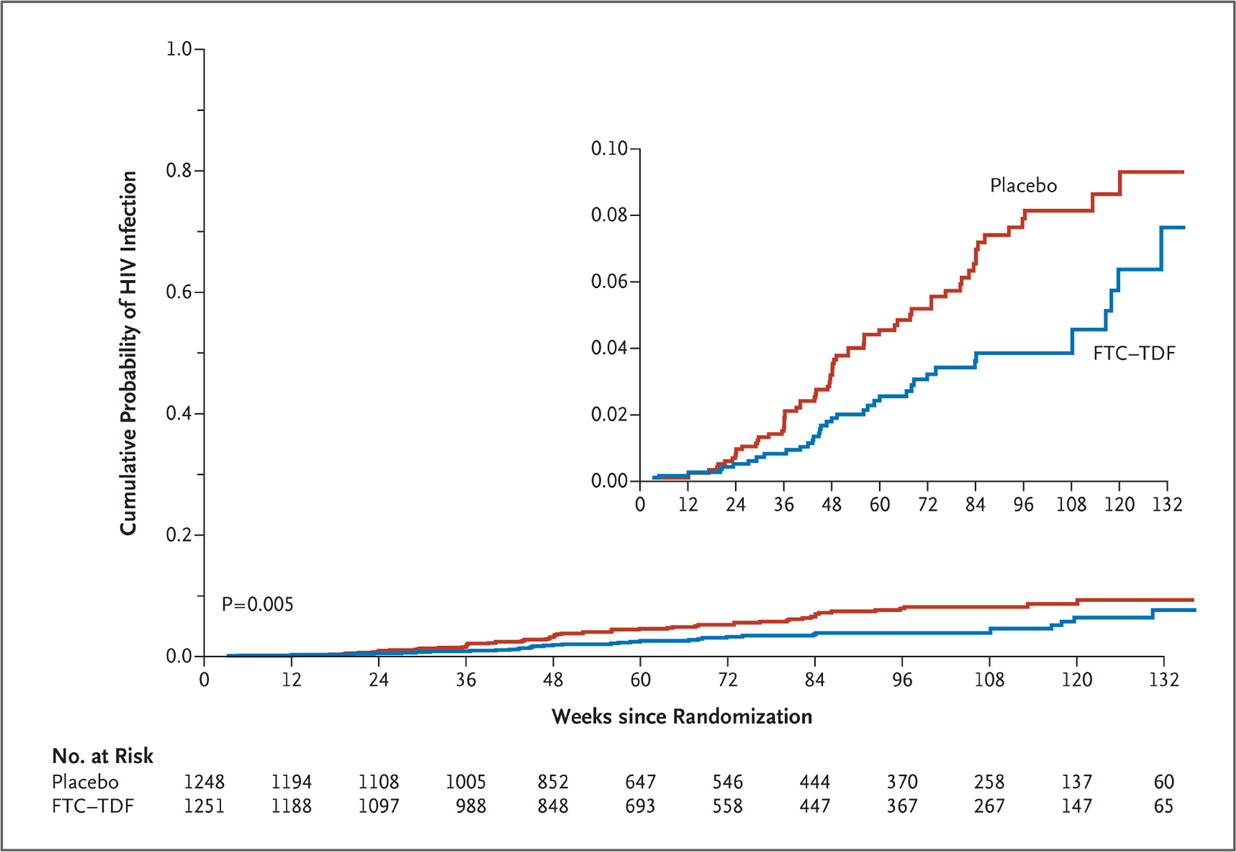 1.0
0.8
0.6
0.4
0.2
0.0
Cumulative Probability of HIV Infection
P=0.005
0 12 24 36 48 60 72 84 96 108 120 132
Weeks since Randomization
0.10
0.08
0.06
0.04
0.02
0.00
Placebo
FTC–TDF
0 12 24 36 48 60 72 84 96 108 120 132
No. at Risk
Placebo 1248 1194 1108 1005 852 647 546 444 370 258 137 60
FTC–TDF 1251 1188 1097 988 848 693 558 447 367 267 147 65